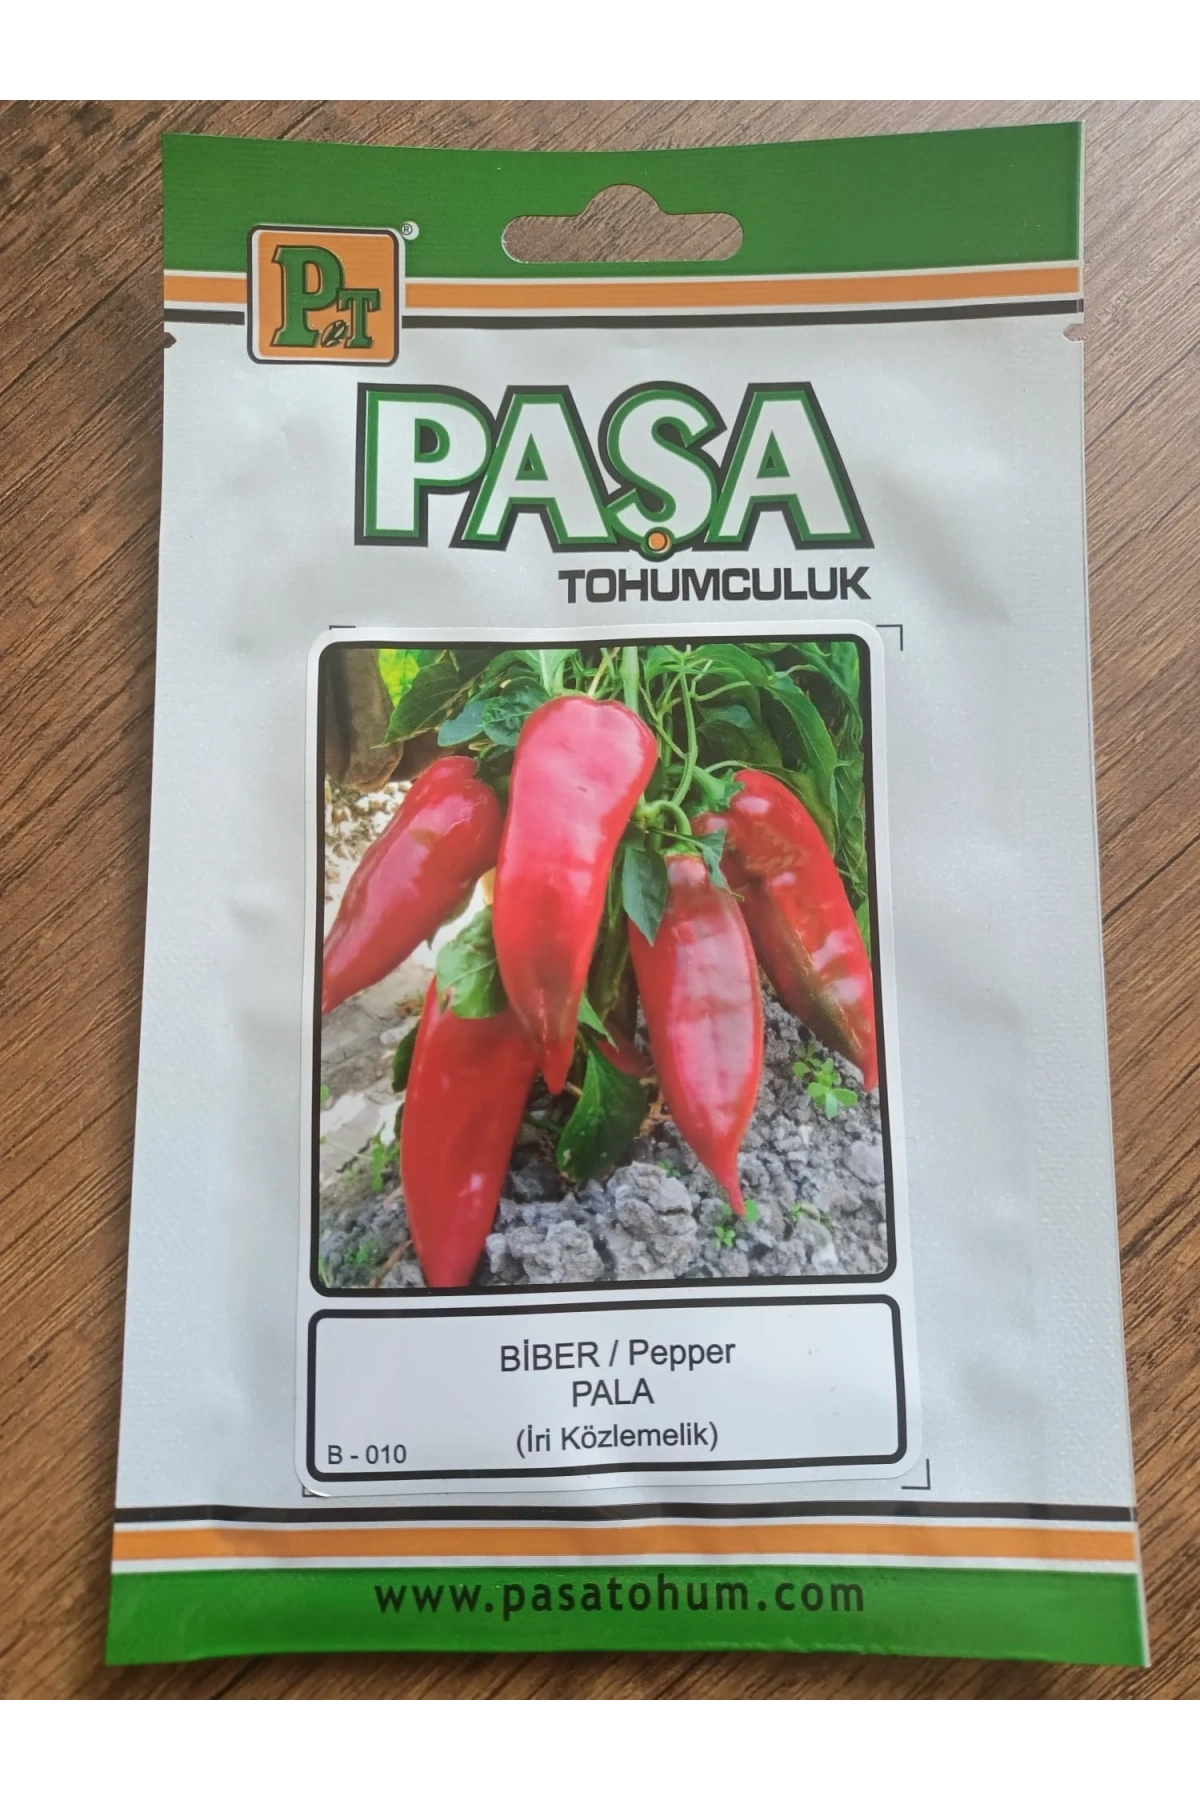 PT
®
PAŞA
TOHUMCULUK
BİBER / Pepper
PALA
(İri Közlemelik)
B - 010
www.pasatohum.com